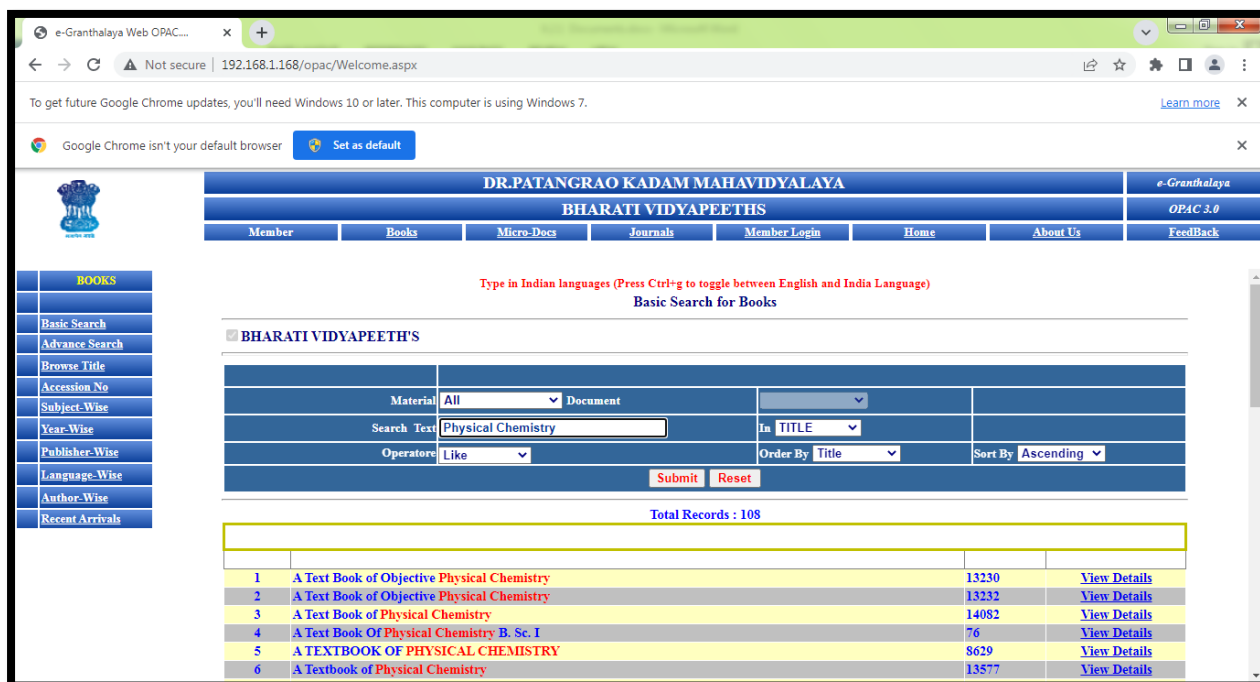 e-Granthalaya Web OPAC....
Not secure | 192.168.1.168/opac/Welcome.aspx
To get future Google Chrome updates, you'll need Windows 10 or later. This computer is using Windows 7. Learn more
Google Chrome isn't your default browser Set as default
DR.PATANGRAO KADAM MAHAVIDYALAYA e-Granthalaya
BHARATI VIDYAPEETHS OPAC 3.0
Member Books Micro-Docs Journals Member Login Home About Us FeedBack
BOOKS
Basic Search
Advance Search
Browse Title
Accession No
Subject-Wise
Year-Wise
Publisher-Wise
Language-Wise
Author-Wise
Recent Arrivals
Type in Indian languages (Press Ctrl+g to toggle between English and India Language)
Basic Search for Books
BHARATI VIDYAPEETH'S
Material All Document
Search Text Physical Chemistry In TITLE
Operatore Like Order By Title Sort By Ascending
Submit Reset
Total Records : 108
1 A Text Book of Objective Physical Chemistry 13230 View Details
2 A Text Book of Objective Physical Chemistry 13232 View Details
3 A Text Book of Physical Chemistry 14082 View Details
4 A Text Book Of Physical Chemistry B. Sc. I 76 View Details
5 A TEXTBOOK OF PHYSICAL CHEMISTRY 8629 View Details
6 A Textbook of Physical Chemistry 13577 View Details